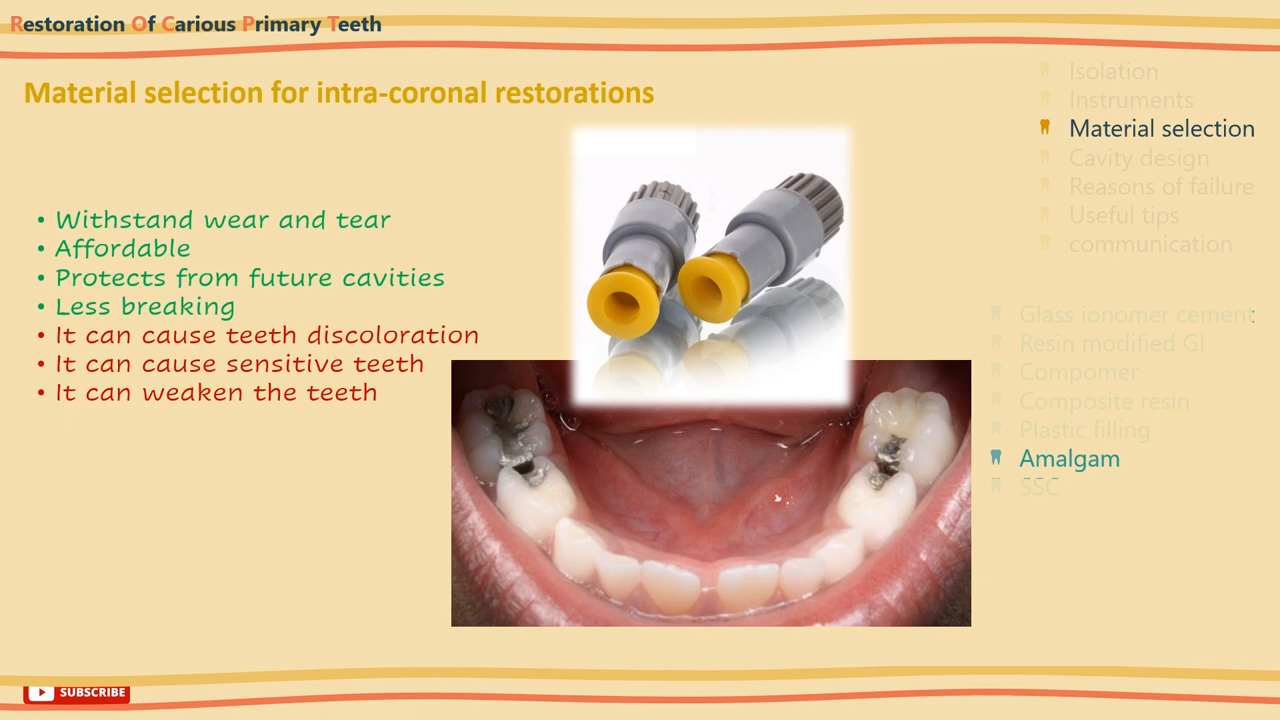 Restoration Of Carious Primary Teeth
Material selection for intra-coronal restorations
• Withstand wear and tear
• Affordable
• Protects from future cavities
• Less breaking
• It can cause teeth discoloration
• It can cause sensitive teeth
• It can weaken the teeth
Isolation
Instruments
Material selection
Cavity design
Reasons of failure
Useful tips
communication
Glass ionomer cement
Resin modified GI
Compomer
Composite resin
Plastic filling
Amalgam
SSC
SUBSCRIBE